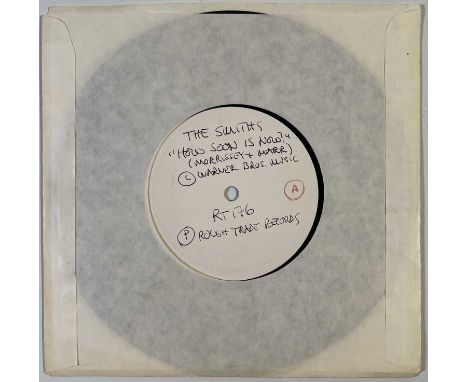 THE SMITHS
"HOW SOON IS NOW?"
(MORRISSEY + MARR)
© WARNER BROS. MUSIC
A
RT 176
℗ ROUGH TRADE RECORDS